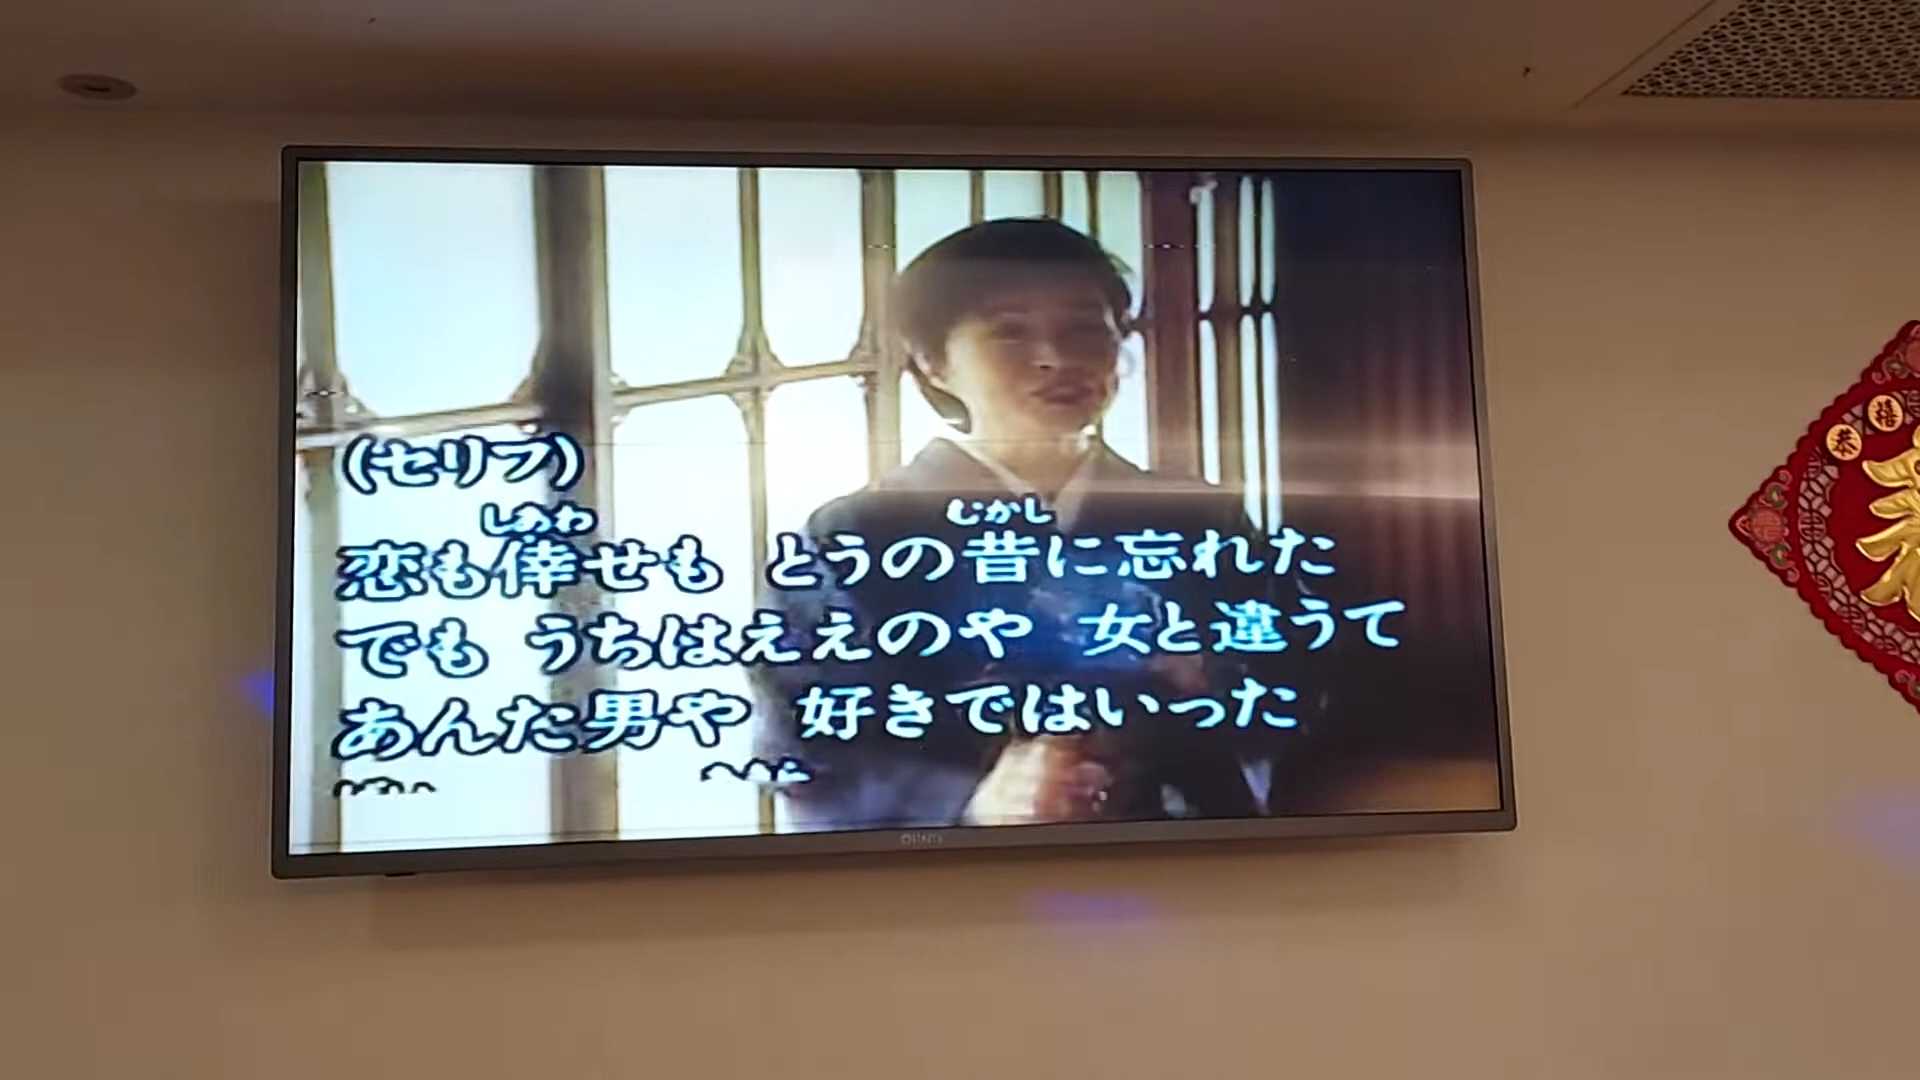 (セリフ)
しあわ むかし
恋も倖せも とうの昔に忘れた
でも うちはええのや 女と違うて
あんた男や 好きではいった
恭
禧